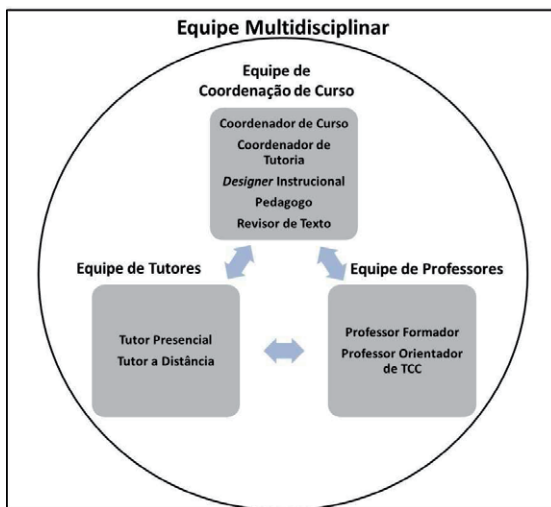 Equipe Multidisciplinar
Equipe de
Coordenação de Curso
Coordenador de Curso
Coordenador de
Tutoria
Designer Instrucional
Pedagogo
Revisor de Texto
Equipe de Tutores
Equipe de Professores
Tutor Presencial
Tutor a Distância
Professor Formador
Professor Orientador
de TCC